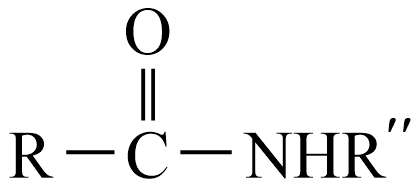 O
R — C — NHR″